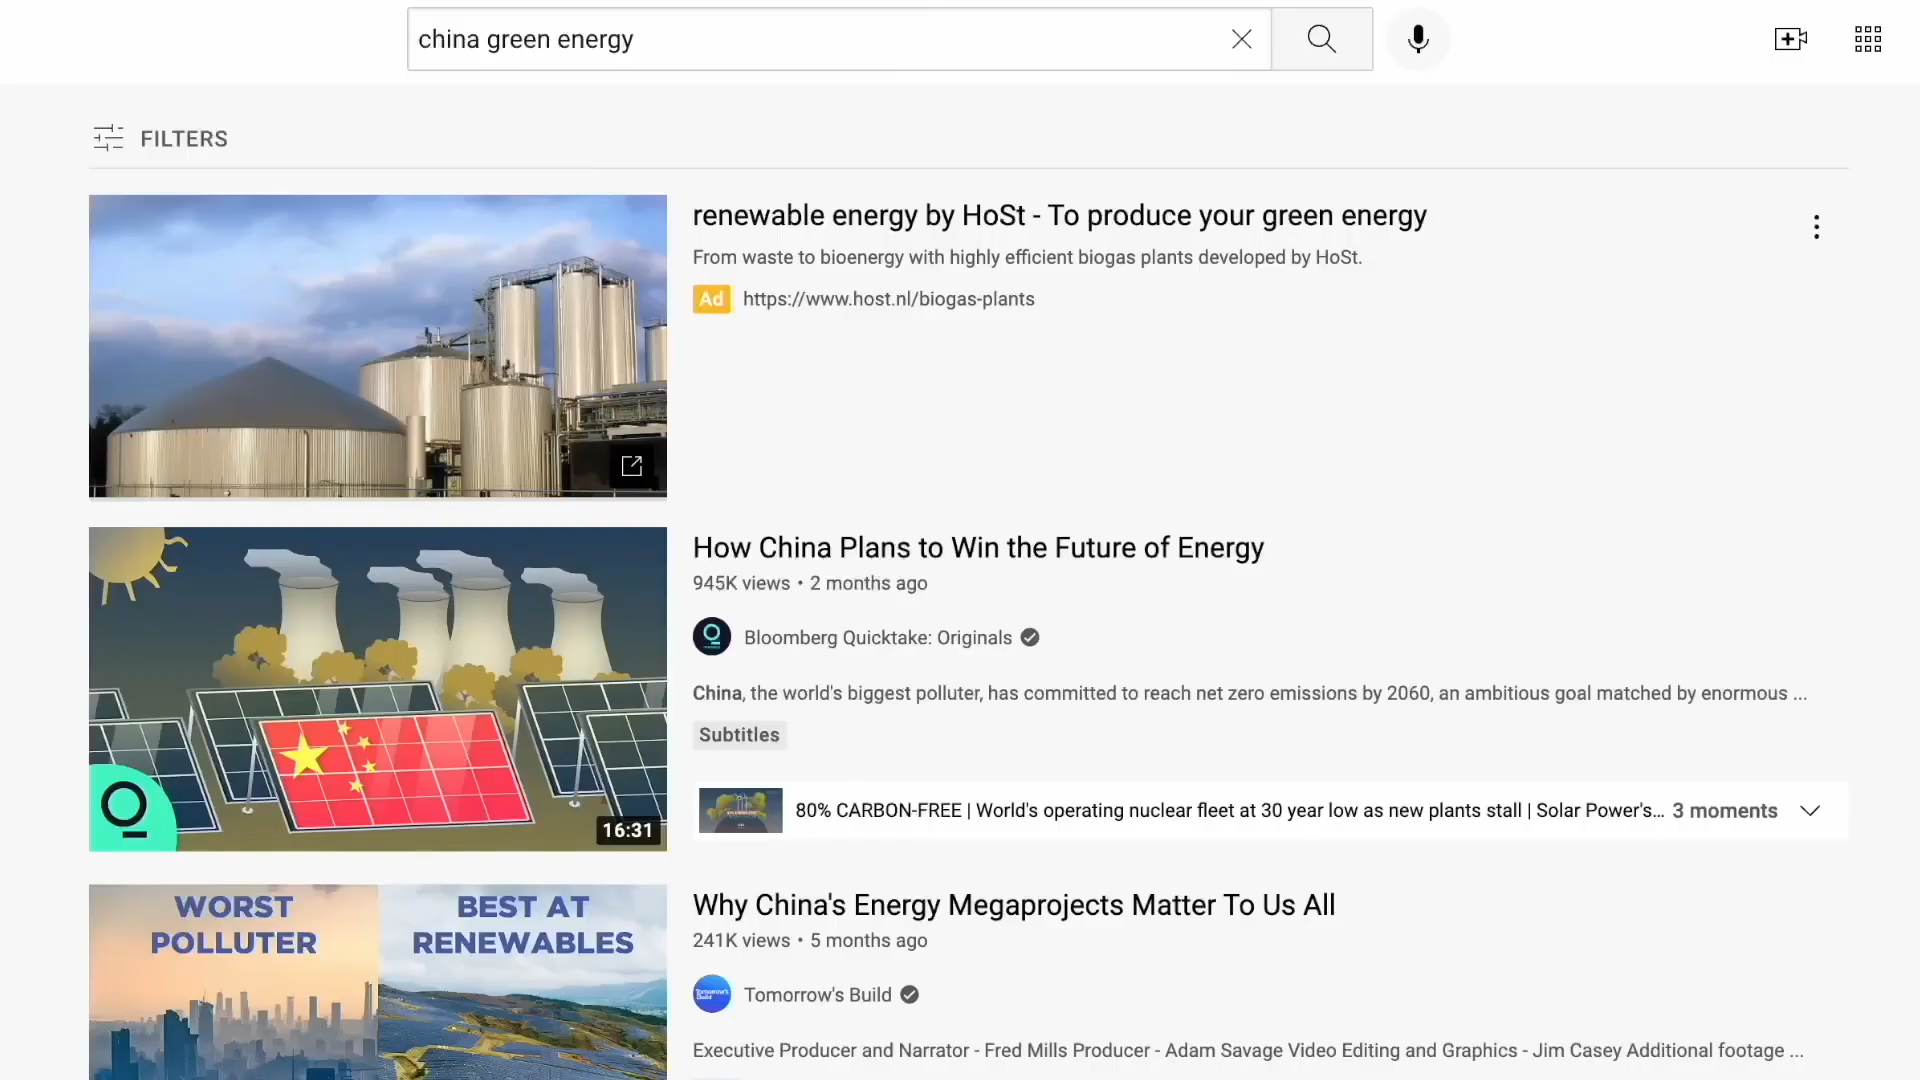 china green energy
FILTERS
renewable energy by HoSt - To produce your green energy
From waste to bioenergy with highly efficient biogas plants developed by HoSt.
Ad https://www.host.nl/biogas-plants
16:31
How China Plans to Win the Future of Energy
945K views • 2 months ago
Bloomberg Quicktake: Originals
China, the world's biggest polluter, has committed to reach net zero emissions by 2060, an ambitious goal matched by enormous ...
Subtitles
80% CARBON-FREE | World's operating nuclear fleet at 30 year low as new plants stall | Solar Power's... 3 moments
WORST
POLLUTER
BEST AT
RENEWABLES
Why China's Energy Megaprojects Matter To Us All
241K views • 5 months ago
Tomorrow's Build
Tomorrow's Build
Executive Producer and Narrator - Fred Mills Producer - Adam Savage Video Editing and Graphics - Jim Casey Additional footage ...